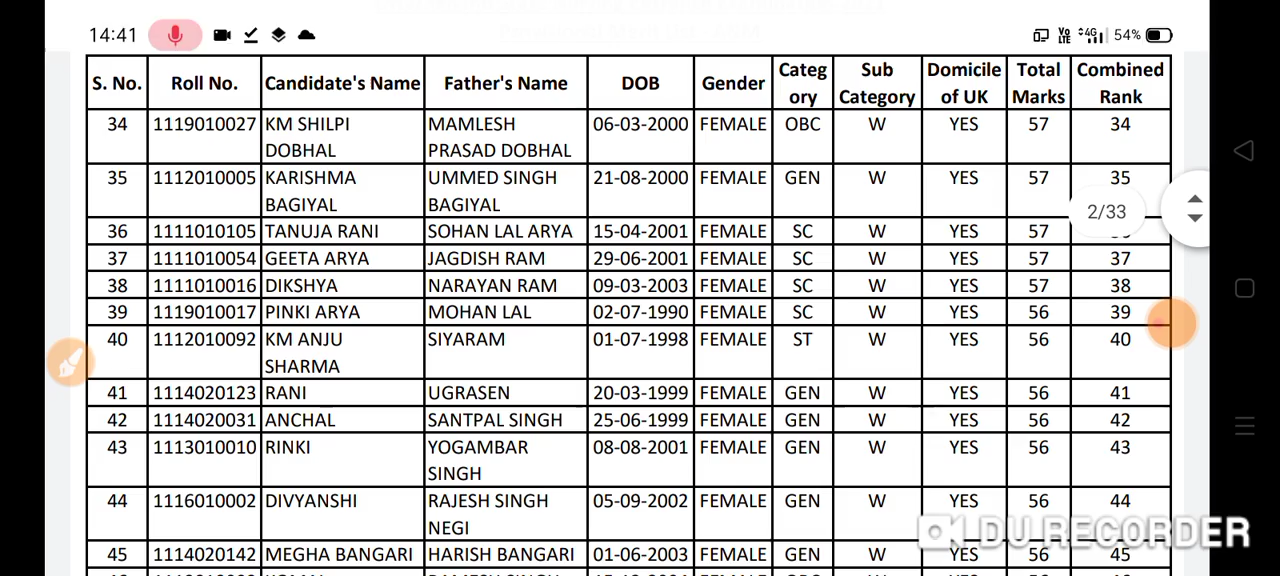 14:41 VoLTE 4G 54%
S. No. Roll No. Candidate's Name Father's Name DOB Gender Categ Sub Domicile Total Combined
ory Category of UK Marks Rank
34 1119010027 KM SHILPI MAMLESH 06-03-2000 FEMALE OBC W YES 57 34
DOBHAL PRASAD DOBHAL
35 1112010005 KARISHMA UMMED SINGH 21-08-2000 FEMALE GEN W YES 57 35
BAGIYAL BAGIYAL
2/33
36 1111010105 TANUJA RANI SOHAN LAL ARYA 15-04-2001 FEMALE SC W YES 57
37 1111010054 GEETA ARYA JAGDISH RAM 29-06-2001 FEMALE SC W YES 57 37
38 1111010016 DIKSHYA NARAYAN RAM 09-03-2003 FEMALE SC W YES 57 38
39 1119010017 PINKI ARYA MOHAN LAL 02-07-1990 FEMALE SC W YES 56 39
40 1112010092 KM ANJU SIYARAM 01-07-1998 FEMALE ST W YES 56 40
SHARMA
41 1114020123 RANI UGRASEN 20-03-1999 FEMALE GEN W YES 56 41
42 1114020031 ANCHAL SANTPAL SINGH 25-06-1999 FEMALE GEN W YES 56 42
43 1113010010 RINKI YOGAMBAR 08-08-2001 FEMALE GEN W YES 56 43
SINGH
44 1116010002 DIVYANSHI RAJESH SINGH 05-09-2002 FEMALE GEN W YES 56 44
NEGI
DU RECORDER
45 1114020142 MEGHA BANGARI HARISH BANGARI 01-06-2003 FEMALE GEN W YES 56 45